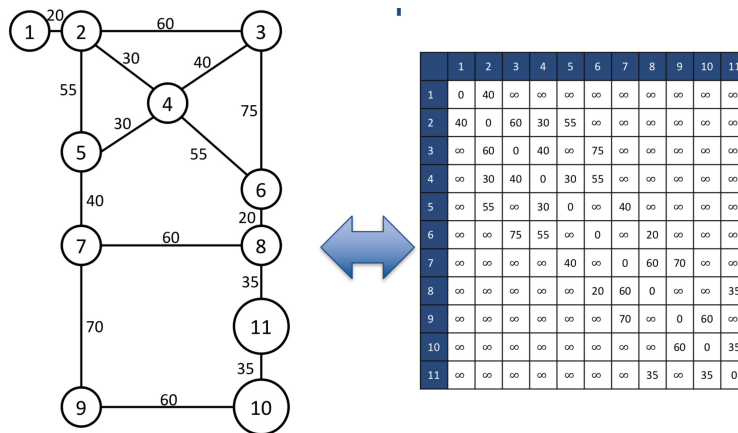 20
1 2 60 3
30 40
55
4
30 75
5 55
6
40 20
7 60 8
35
70 11
35
9 60 10
1 2 3 4 5 6 7 8 9 10 11
1 0 40 ∞ ∞ ∞ ∞ ∞ ∞ ∞ ∞ ∞
2 40 0 60 30 55 ∞ ∞ ∞ ∞ ∞ ∞
3 ∞ 60 0 40 ∞ 75 ∞ ∞ ∞ ∞ ∞
4 ∞ 30 40 0 30 55 ∞ ∞ ∞ ∞ ∞
5 ∞ 55 ∞ 30 0 ∞ 40 ∞ ∞ ∞ ∞
6 ∞ ∞ 75 55 ∞ 0 ∞ 20 ∞ ∞ ∞
7 ∞ ∞ ∞ ∞ 40 ∞ 0 60 70 ∞ ∞
8 ∞ ∞ ∞ ∞ ∞ 20 60 0 ∞ ∞ 35
9 ∞ ∞ ∞ ∞ ∞ ∞ 70 ∞ 0 60 ∞
10 ∞ ∞ ∞ ∞ ∞ ∞ ∞ ∞ 60 0 35
11 ∞ ∞ ∞ ∞ ∞ ∞ ∞ 35 ∞ 35 0